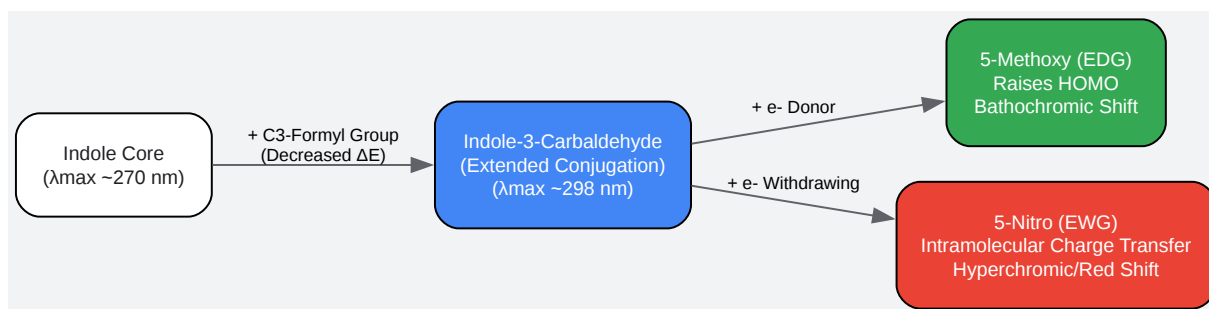 Indole Core
(λmax ~270 nm)
+ C3-Formyl Group
(Decreased ΔE)
Indole-3-Carbaldehyde
(Extended Conjugation)
(λmax ~298 nm)
+ e- Donor
5-Methoxy (EDG)
Raises HOMO
Bathochromic Shift
+ e- Withdrawing
5-Nitro (EWG)
Intramolecular Charge Transfer
Hyperchromic/Red Shift